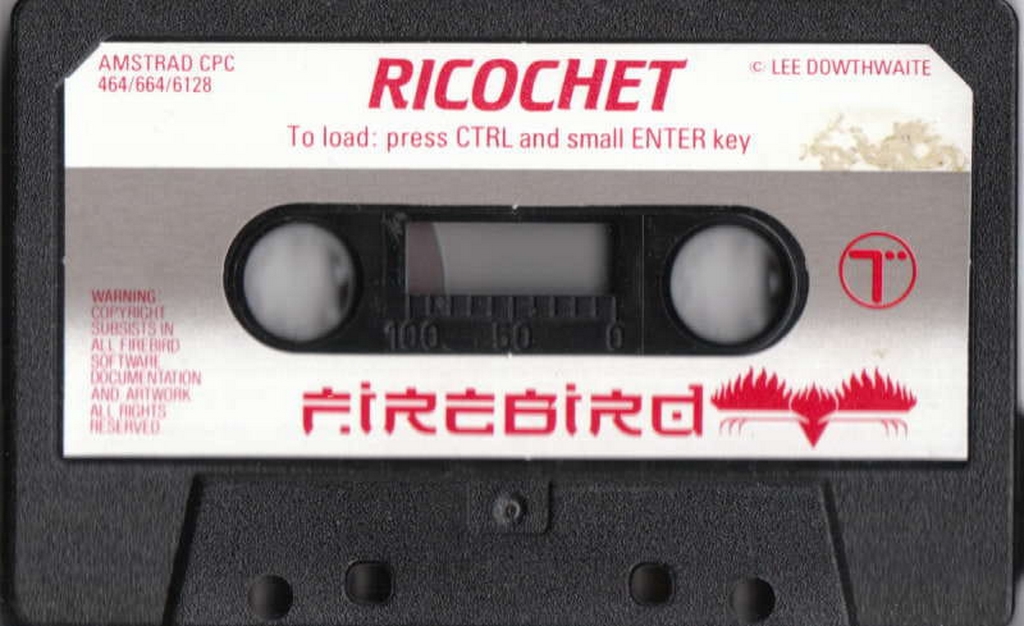 AMSTRAD CPC
464/664/6128
RICOCHET
© LEE DOWTHWAITE
To load: press CTRL and small ENTER key
WARNING
COPYRIGHT
SUBSISTS IN
ALL FIREBIRD
SOFTWARE
DOCUMENTATION
AND ARTWORK
ALL RIGHTS
RESERVED
100 50 0
FIREBIRD